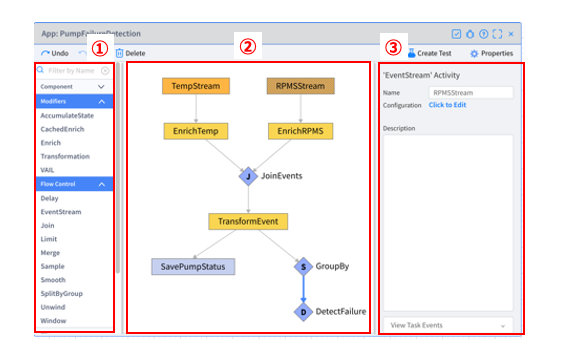 App: PumpFailureDetection
Undo
Delete
Create Test
Properties
①
②
③
Filter by Name
Component
Modifiers
AccumulateState
CachedEnrich
Enrich
Transformation
VAIL
Flow Control
Delay
EventStream
Join
Limit
Merge
Sample
Smooth
SplitByGroup
Unwind
Window
TempStream
RPMSStream
EnrichTemp
EnrichRPMS
J
JoinEvents
TransformEvent
SavePumpStatus
S
GroupBy
D
DetectFailure
'EventStream' Activity
Name
RPMSStream
Configuration
Click to Edit
Description
View Task Events